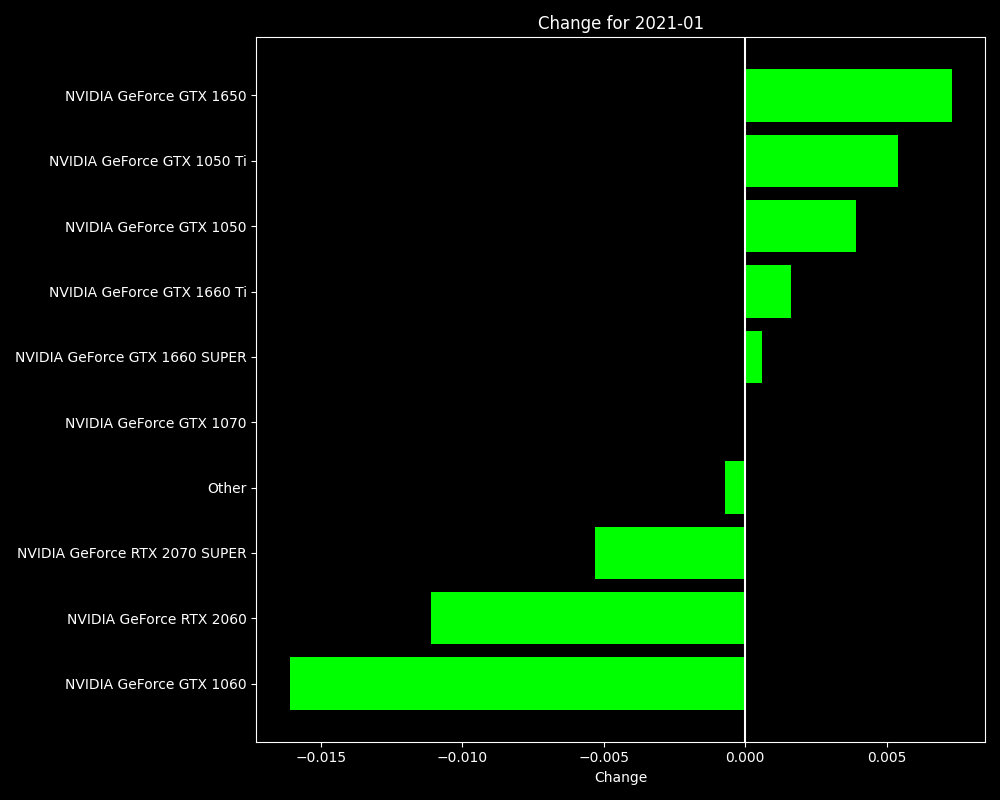 Change for 2021-01
NVIDIA GeForce GTX 1650
NVIDIA GeForce GTX 1050 Ti
NVIDIA GeForce GTX 1050
NVIDIA GeForce GTX 1660 Ti
NVIDIA GeForce GTX 1660 SUPER
NVIDIA GeForce GTX 1070
Other
NVIDIA GeForce RTX 2070 SUPER
NVIDIA GeForce RTX 2060
NVIDIA GeForce GTX 1060
−0.015 −0.010 −0.005 0.000 0.005
Change